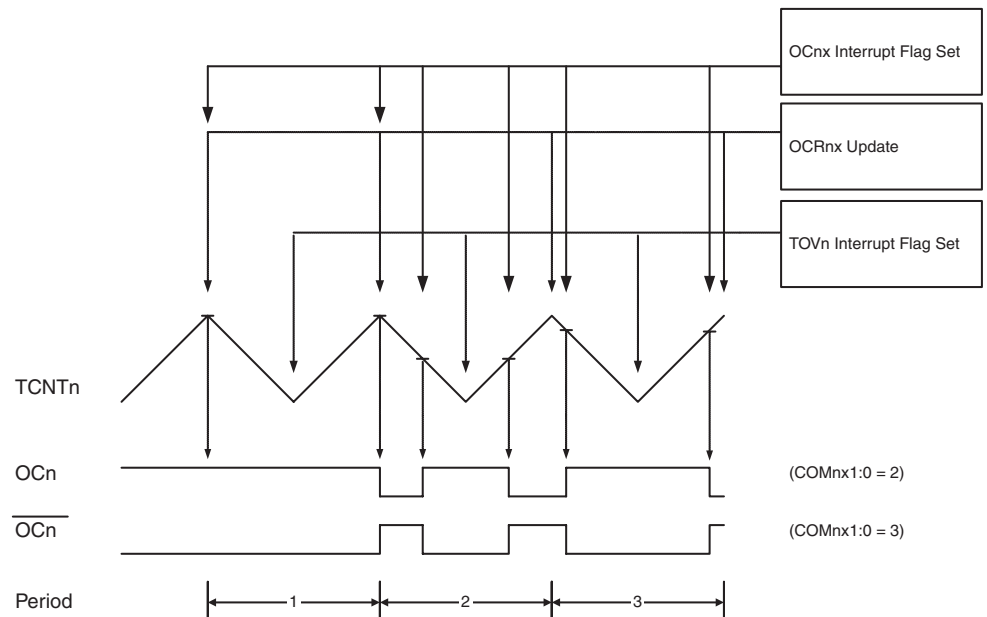 OCnx Interrupt Flag Set
OCRnx Update
TOVn Interrupt Flag Set
TCNTn
OCn
(COMnx1:0 = 2)
OCn
(COMnx1:0 = 3)
Period
1
2
3